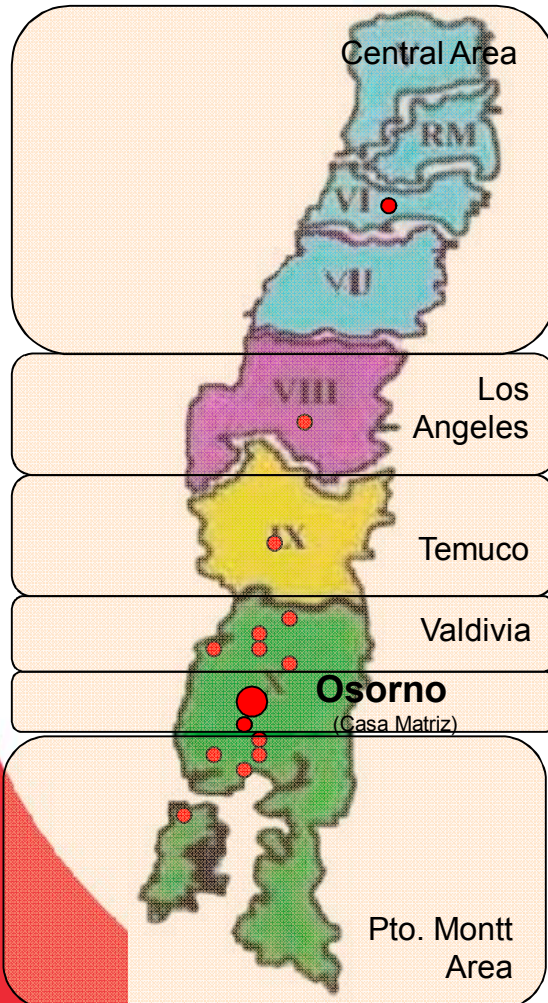 Central Area
RM
VI
VII
VIII
Los
Angeles
IX
Temuco
Valdivia
X
Osorno
(Casa Matriz)
Pto. Montt
Area